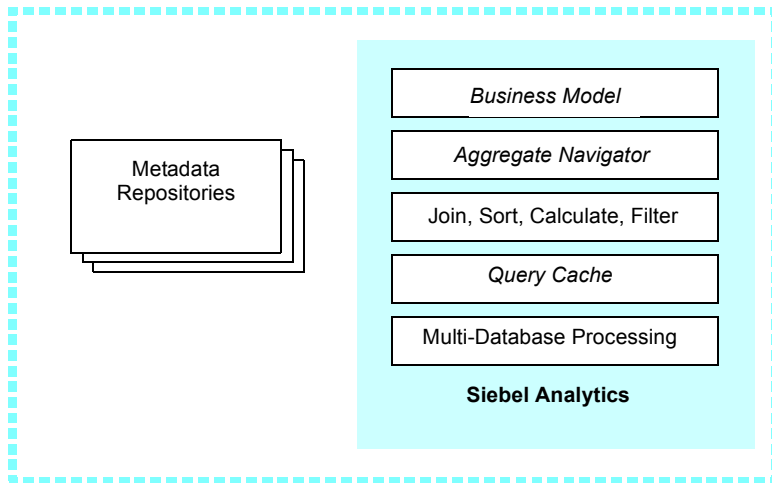 Metadata
Repositories
Business Model
Aggregate Navigator
Join, Sort, Calculate, Filter
Query Cache
Multi-Database Processing
Siebel Analytics